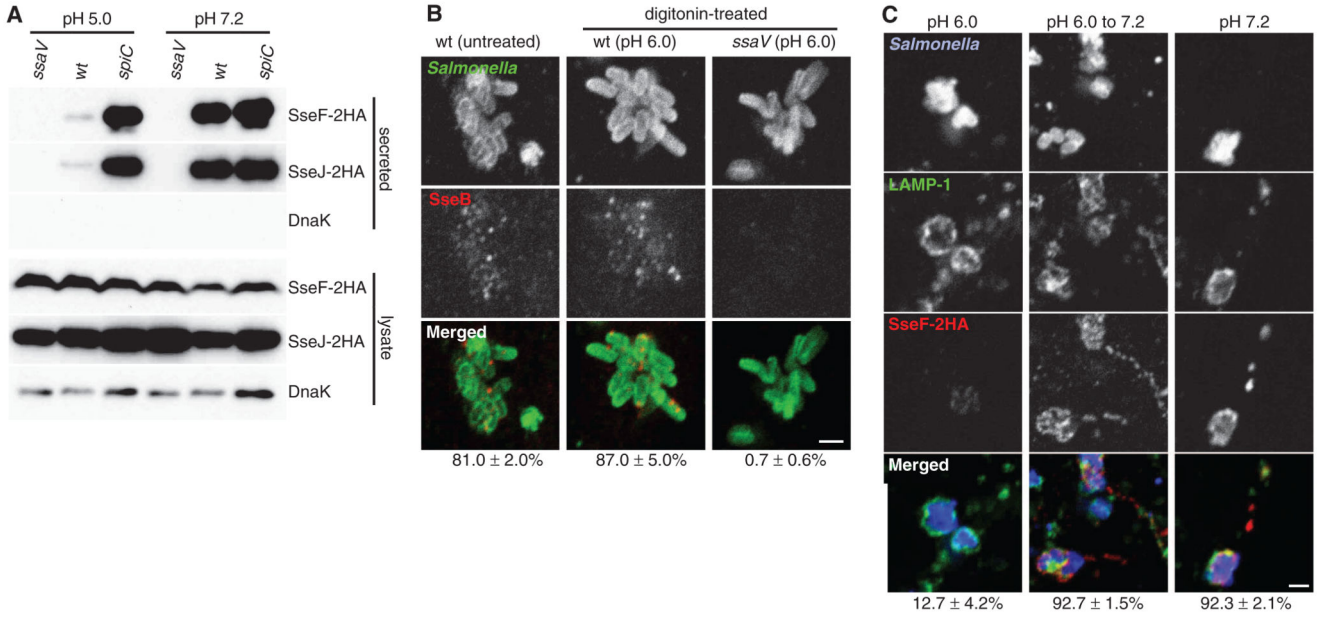 A
pH 5.0
pH 7.2
ssaV
wt
spiC
ssaV
wt
spiC
SseF-2HA
SseJ-2HA
DnaK
secreted
SseF-2HA
SseJ-2HA
DnaK
lysate
B
digitonin-treated
wt (untreated)
wt (pH 6.0)
ssaV (pH 6.0)
Salmonella
SseB
Merged
81.0 ± 2.0%
87.0 ± 5.0%
0.7 ± 0.6%
C
pH 6.0
pH 6.0 to 7.2
pH 7.2
Salmonella
LAMP-1
SseF-2HA
Merged
12.7 ± 4.2%
92.7 ± 1.5%
92.3 ± 2.1%